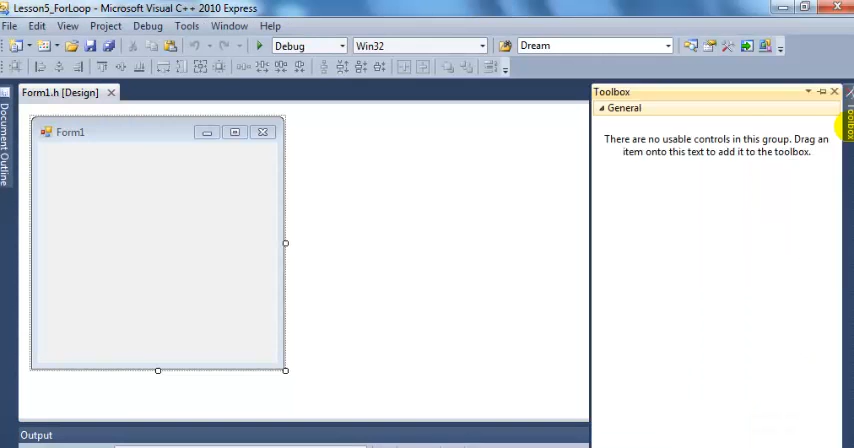 Lesson5_ForLoop - Microsoft Visual C++ 2010 Express
File Edit View Project Debug Tools Window Help
Debug Win32 Dream
Form1.h [Design]
Toolbox
General
There are no usable controls in this group. Drag an
item onto this text to add it to the toolbox.
Form1
Document Outline
Toolbox
Output